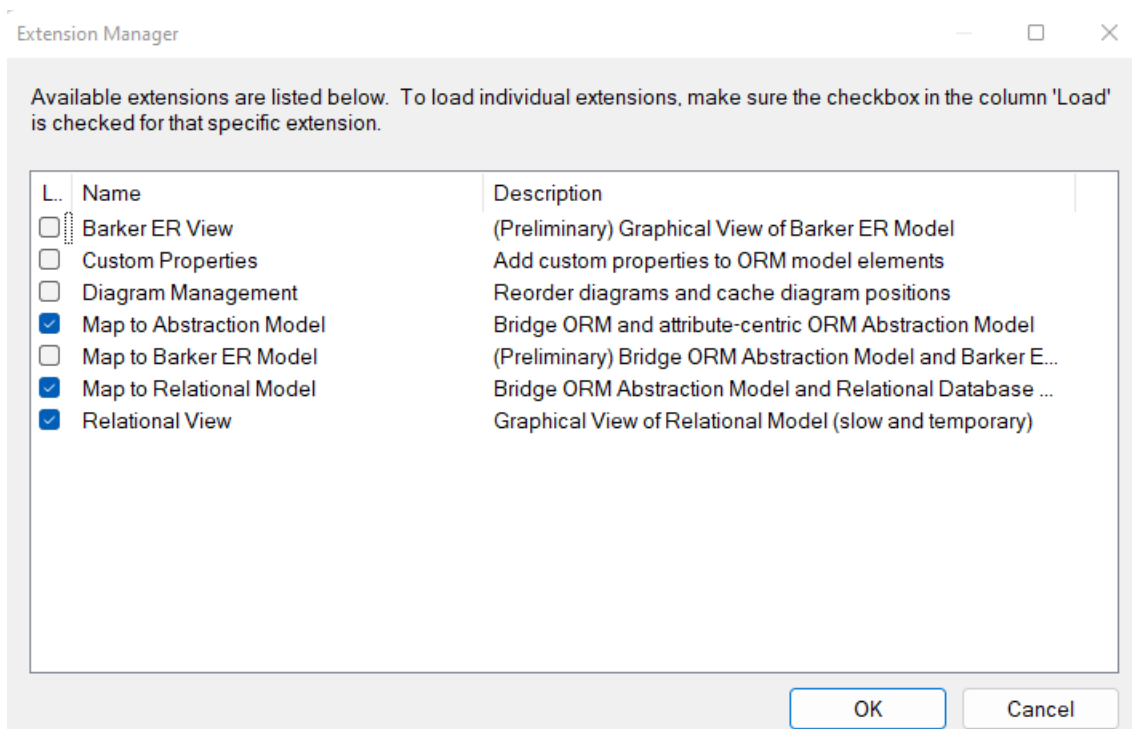 Extension Manager
Available extensions are listed below.  To load individual extensions, make sure the checkbox in the column 'Load'
is checked for that specific extension.
L.. Name Description
Barker ER View (Preliminary) Graphical View of Barker ER Model
Custom Properties Add custom properties to ORM model elements
Diagram Management Reorder diagrams and cache diagram positions
Map to Abstraction Model Bridge ORM and attribute-centric ORM Abstraction Model
Map to Barker ER Model (Preliminary) Bridge ORM Abstraction Model and Barker E...
Map to Relational Model Bridge ORM Abstraction Model and Relational Database ...
Relational View Graphical View of Relational Model (slow and temporary)
OK Cancel